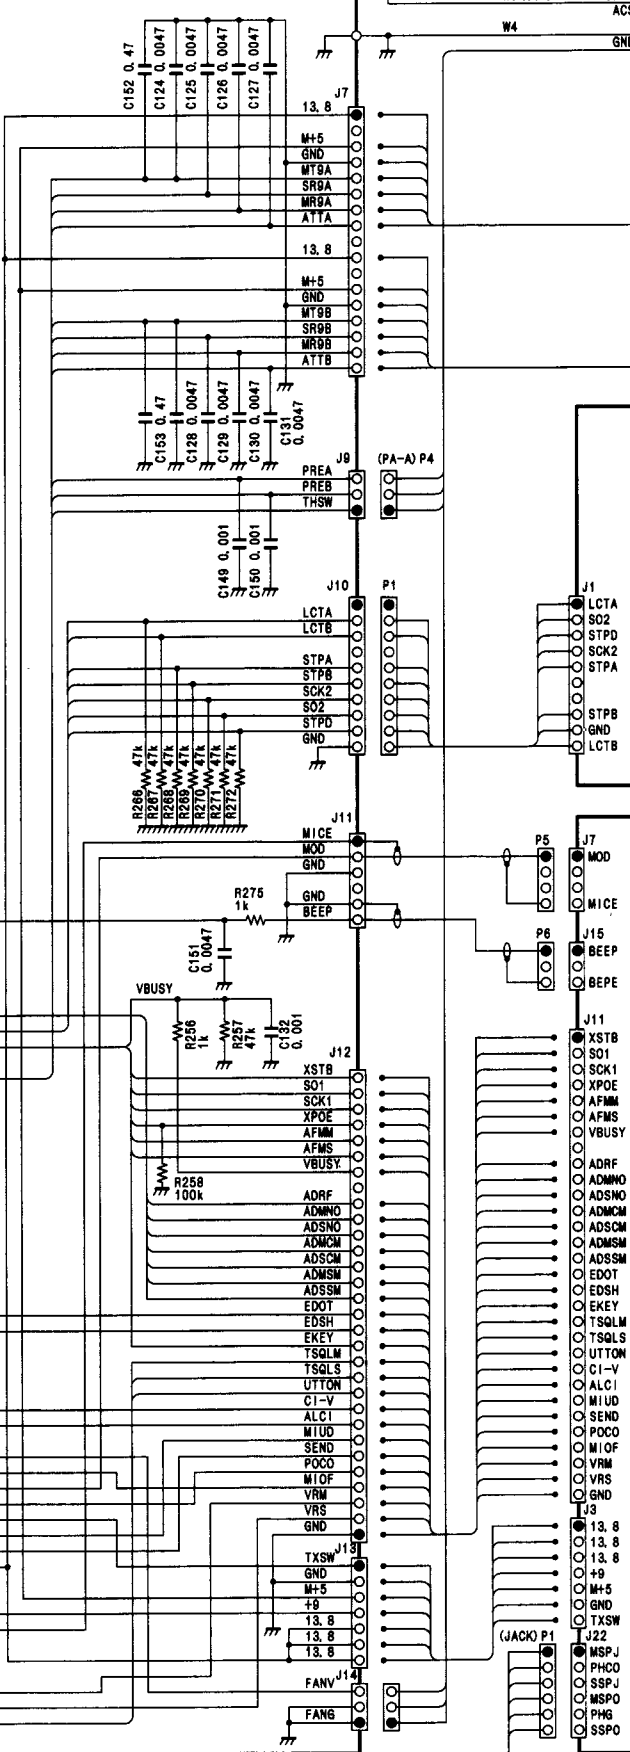 ACS
W4
GND
C152 0.47
C124 0.0047
C125 0.0047
C126 0.0047
C127 0.0047
J7
13.8
M+5
GND
MT9A
SR9A
MR9A
ATTA
13.8
M+5
GND
MT9B
SR9B
MR9B
ATTB
C153 0.47
C128 0.0047
C129 0.0047
C130 0.0047
C131 0.0047
J9
(PA-A) P4
PREA
PREB
THSW
C149 0.001
C150 0.001
J10
P1
LCTA
LCTB
STPA
STPB
SCK2
SO2
STPD
GND
J1
LCTA
SO2
STPD
SCK2
STPA
STPB
GND
LCTB
R266 47k
R267 47k
R268 47k
R269 47k
R270 47k
R271 47k
R272 47k
J11
MICE
MOD
GND
GND
BEEP
R275
1k
C151
0.0047
P5
J7
MOD
MICE
P6
J15
BEEP
BEPE
VBUSY
R256
1k
R257
47k
C132
0.001
J12
XSTB
SO1
SCK1
XPOE
AFMM
AFMS
VBUSY
R258
100k
ADRF
ADMNO
ADSNO
ADMCM
ADSCM
ADMSM
ADSSM
EDOT
EDSH
EKEY
TSQLM
TSQLS
UTTON
CI-V
ALCI
MIUD
SEND
POCO
MIOF
VRM
VRS
GND
J11
XSTB
SO1
SCK1
XPOE
AFMM
AFMS
VBUSY
ADRF
ADMNO
ADSNO
ADMCM
ADSCM
ADMSM
ADSSM
EDOT
EDSH
EKEY
TSQLM
TSQLS
UTTON
CI-V
ALCI
MIUD
SEND
POCO
MIOF
VRM
VRS
GND
J13
TXSW
GND
M+5
+9
13.8
13.8
13.8
J3
13.8
13.8
13.8
+9
M+5
GND
TXSW
J14
FANV
FANG
(JACK) P1
J22
MSPJ
PHCO
SSPJ
MSPO
PHG
SSPO